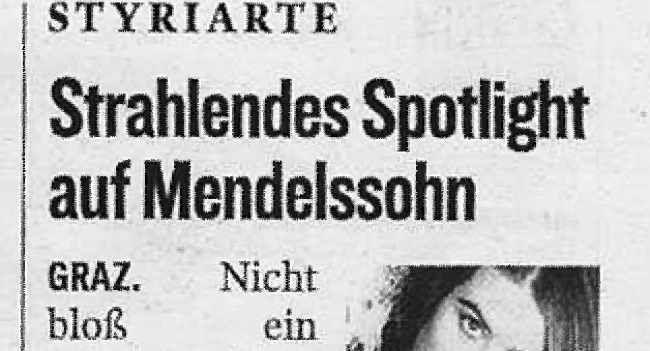 STYRIARTE
Strahlendes Spotlight
auf Mendelssohn
GRAZ. Nicht
bloß ein